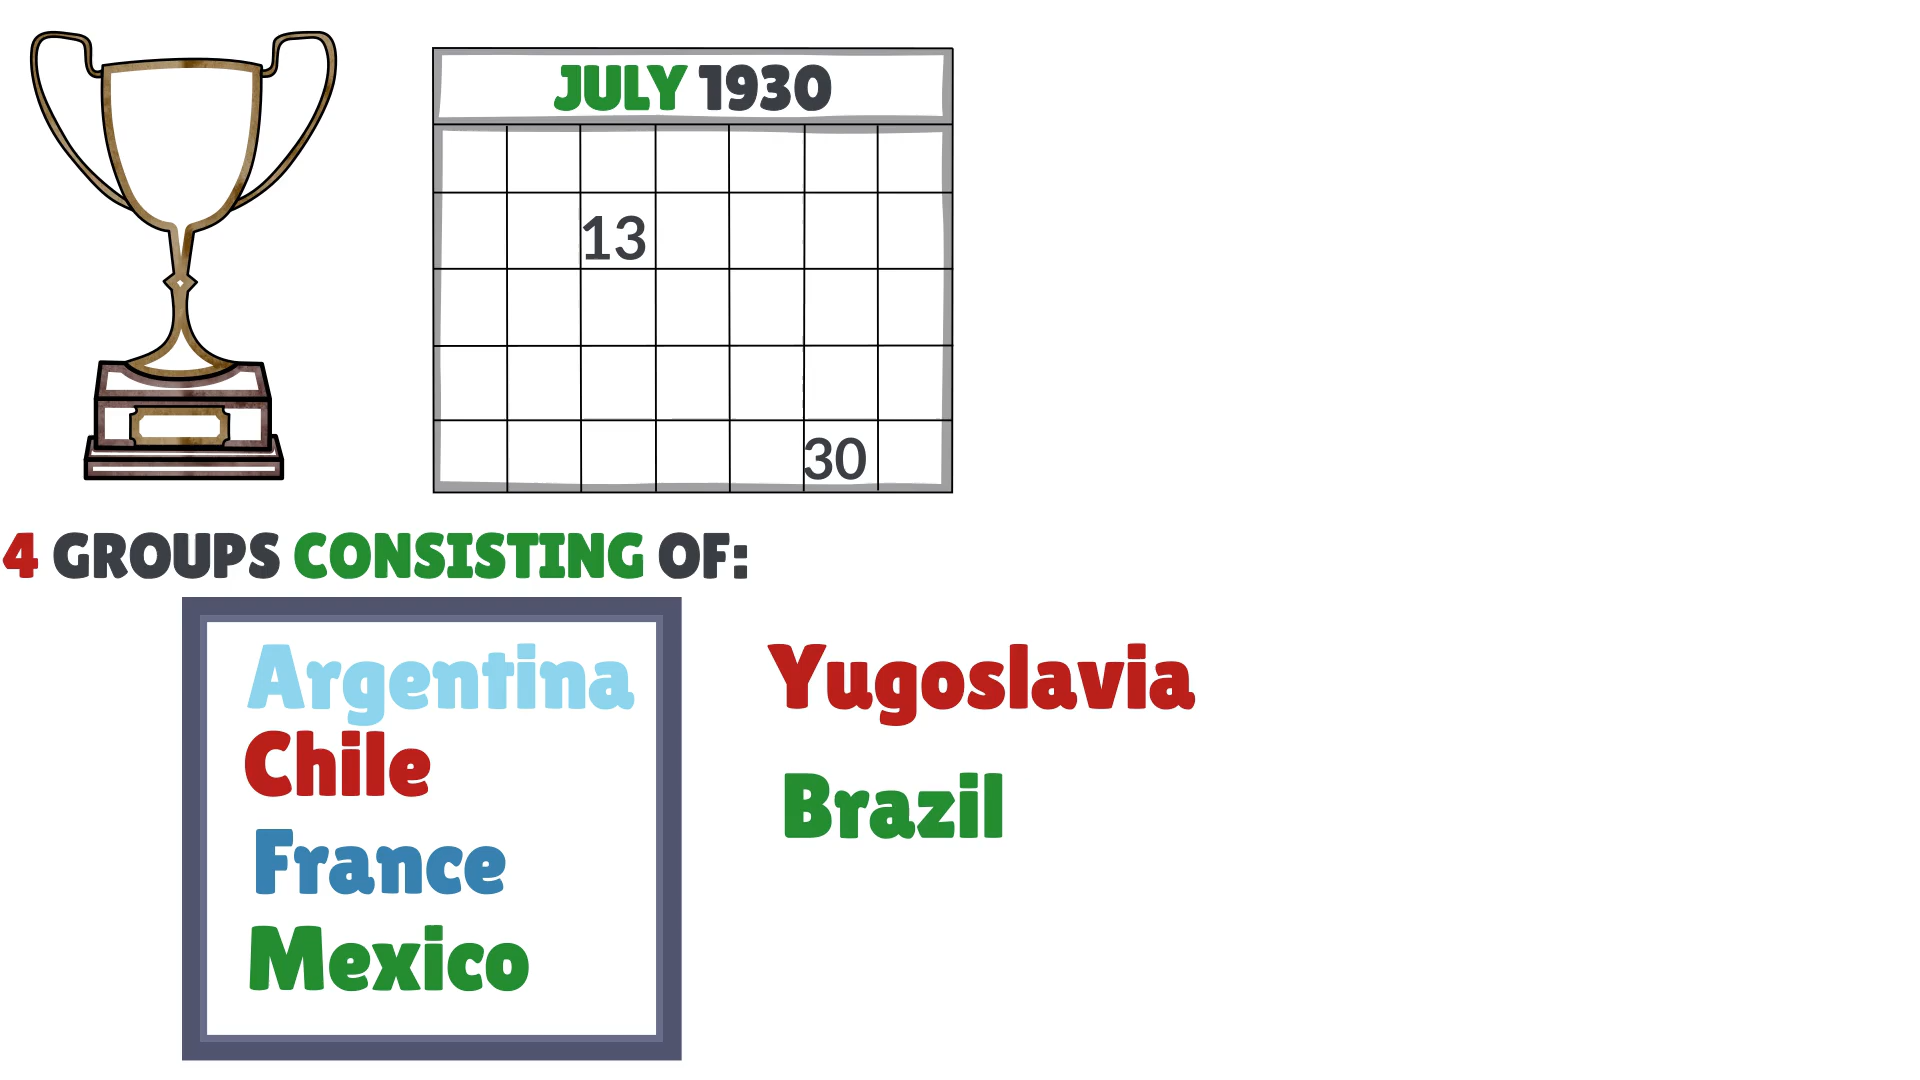 JULY 1930
13
30
4 GROUPS CONSISTING OF:
Argentina
Chile
France
Mexico
Yugoslavia
Brazil